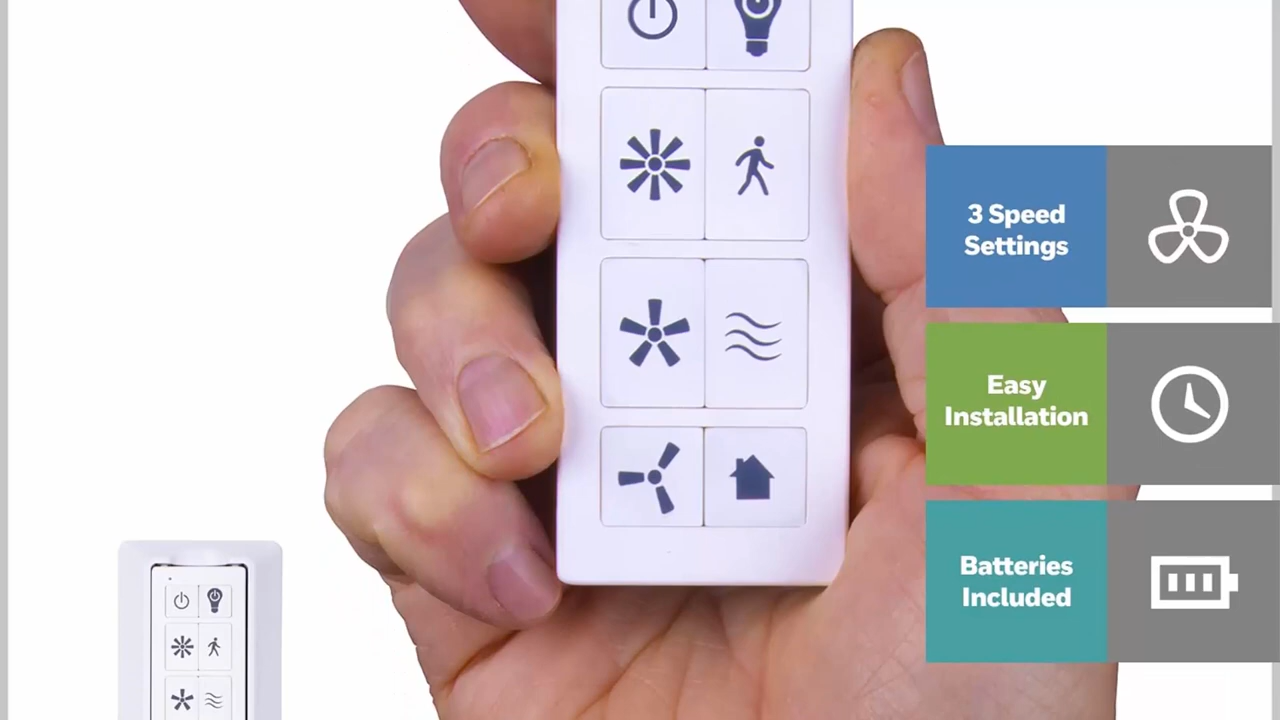 3 Speed
Settings
Easy
Installation
Batteries
Included